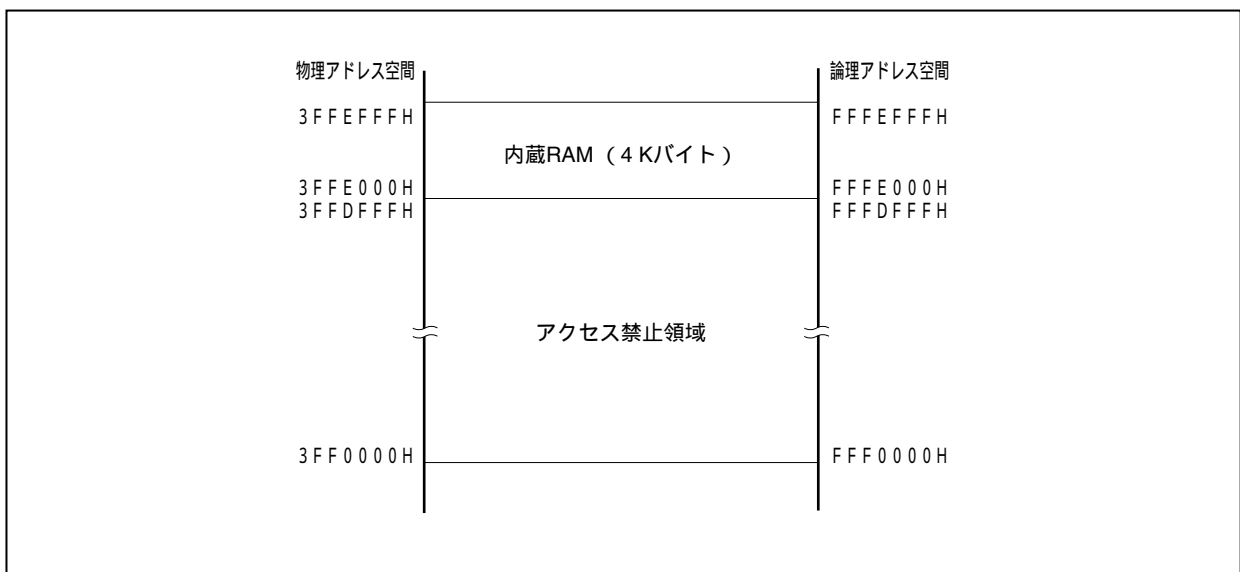 物理アドレス空間 論理アドレス空間
3FFEFFFH FFFEFFFH
内蔵RAM（4 Kバイト）
3FFE000H FFFE000H
3FFDFFFH FFFDFFFH
アクセス禁止領域
3FF0000H FFF0000H